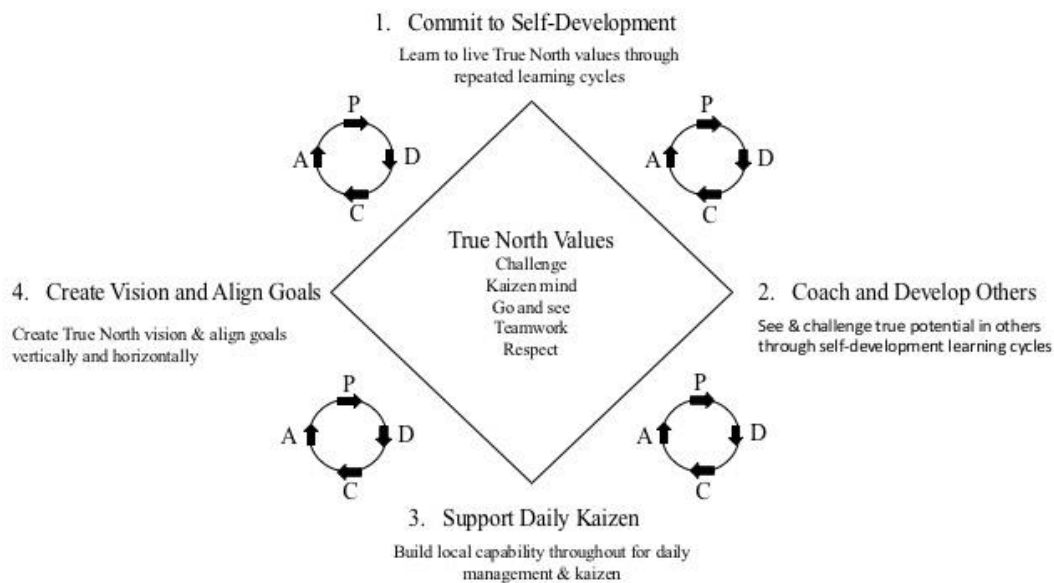 1. Commit to Self-Development
Learn to live True North values through
repeated learning cycles
P
A
D
C
P
A
D
C
True North Values
Challenge
Kaizen mind
Go and see
Teamwork
Respect
4. Create Vision and Align Goals
Create True North vision & align goals
vertically and horizontally
2. Coach and Develop Others
See & challenge true potential in others
through self-development learning cycles
P
A
D
C
P
A
D
C
3. Support Daily Kaizen
Build local capability throughout for daily
management & kaizen